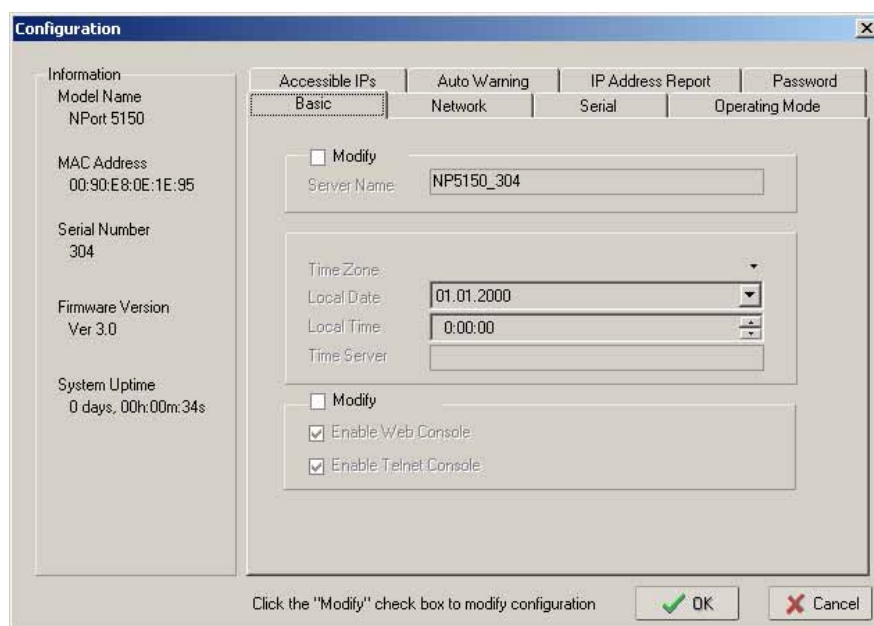 Configuration
Information
Model Name
NPort 5150
MAC Address
00:90:E8:0E:1E:95
Serial Number
304
Firmware Version
Ver 3.0
System Uptime
0 days, 00h:00m:34s
Accessible IPs
Auto Warning
IP Address Report
Password
Basic
Network
Serial
Operating Mode
Modify
Server Name
NP5150_304
Time Zone
Local Date
01.01.2000
Local Time
0:00:00
Time Server
Modify
Enable Web Console
Enable Telnet Console
Click the "Modify" check box to modify configuration
OK
Cancel